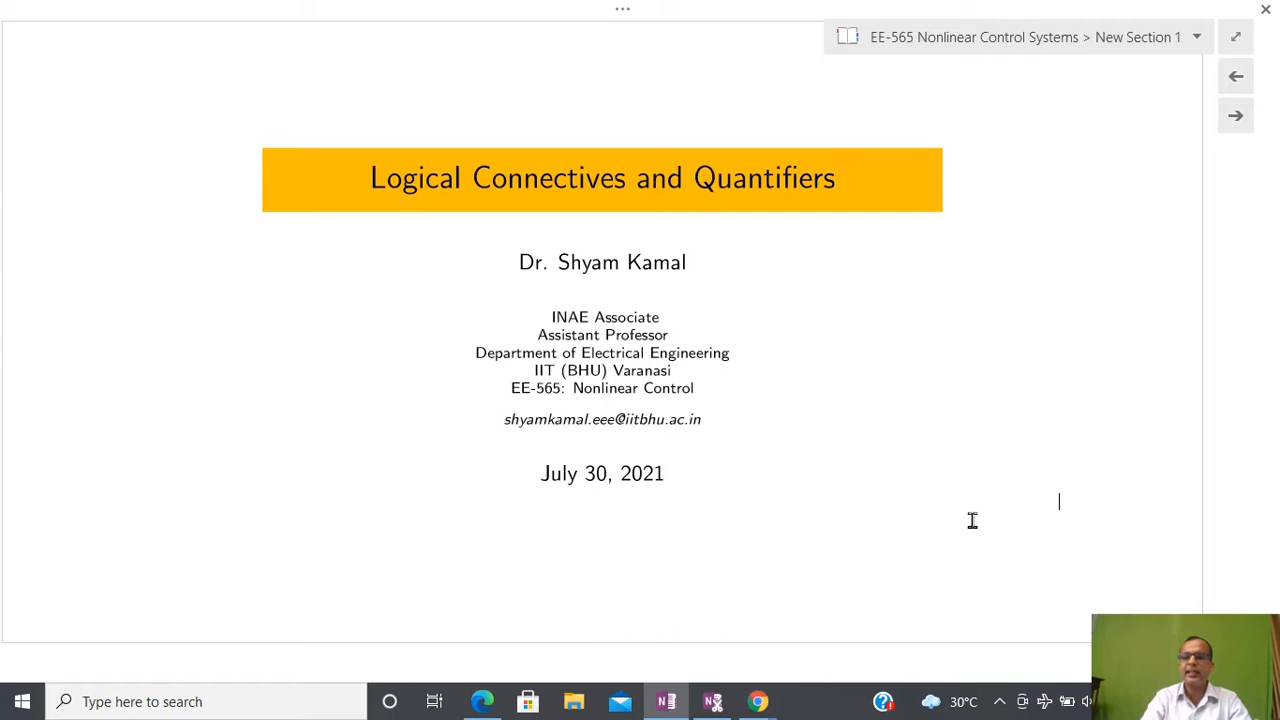 ...
EE-565 Nonlinear Control Systems > New Section 1
Logical Connectives and Quantifiers
Dr. Shyam Kamal
INAE Associate
Assistant Professor
Department of Electrical Engineering
IIT (BHU) Varanasi
EE-565: Nonlinear Control
shyamkamal.eee@iitbhu.ac.in
July 30, 2021
Type here to search
30°C